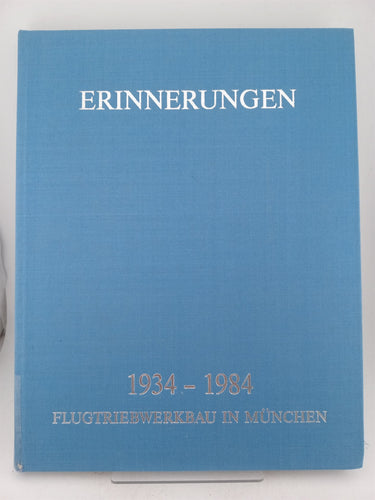 ERINNERUNGEN
1934 – 1984
FLUGTRIEBWERKBAU IN MÜNCHEN